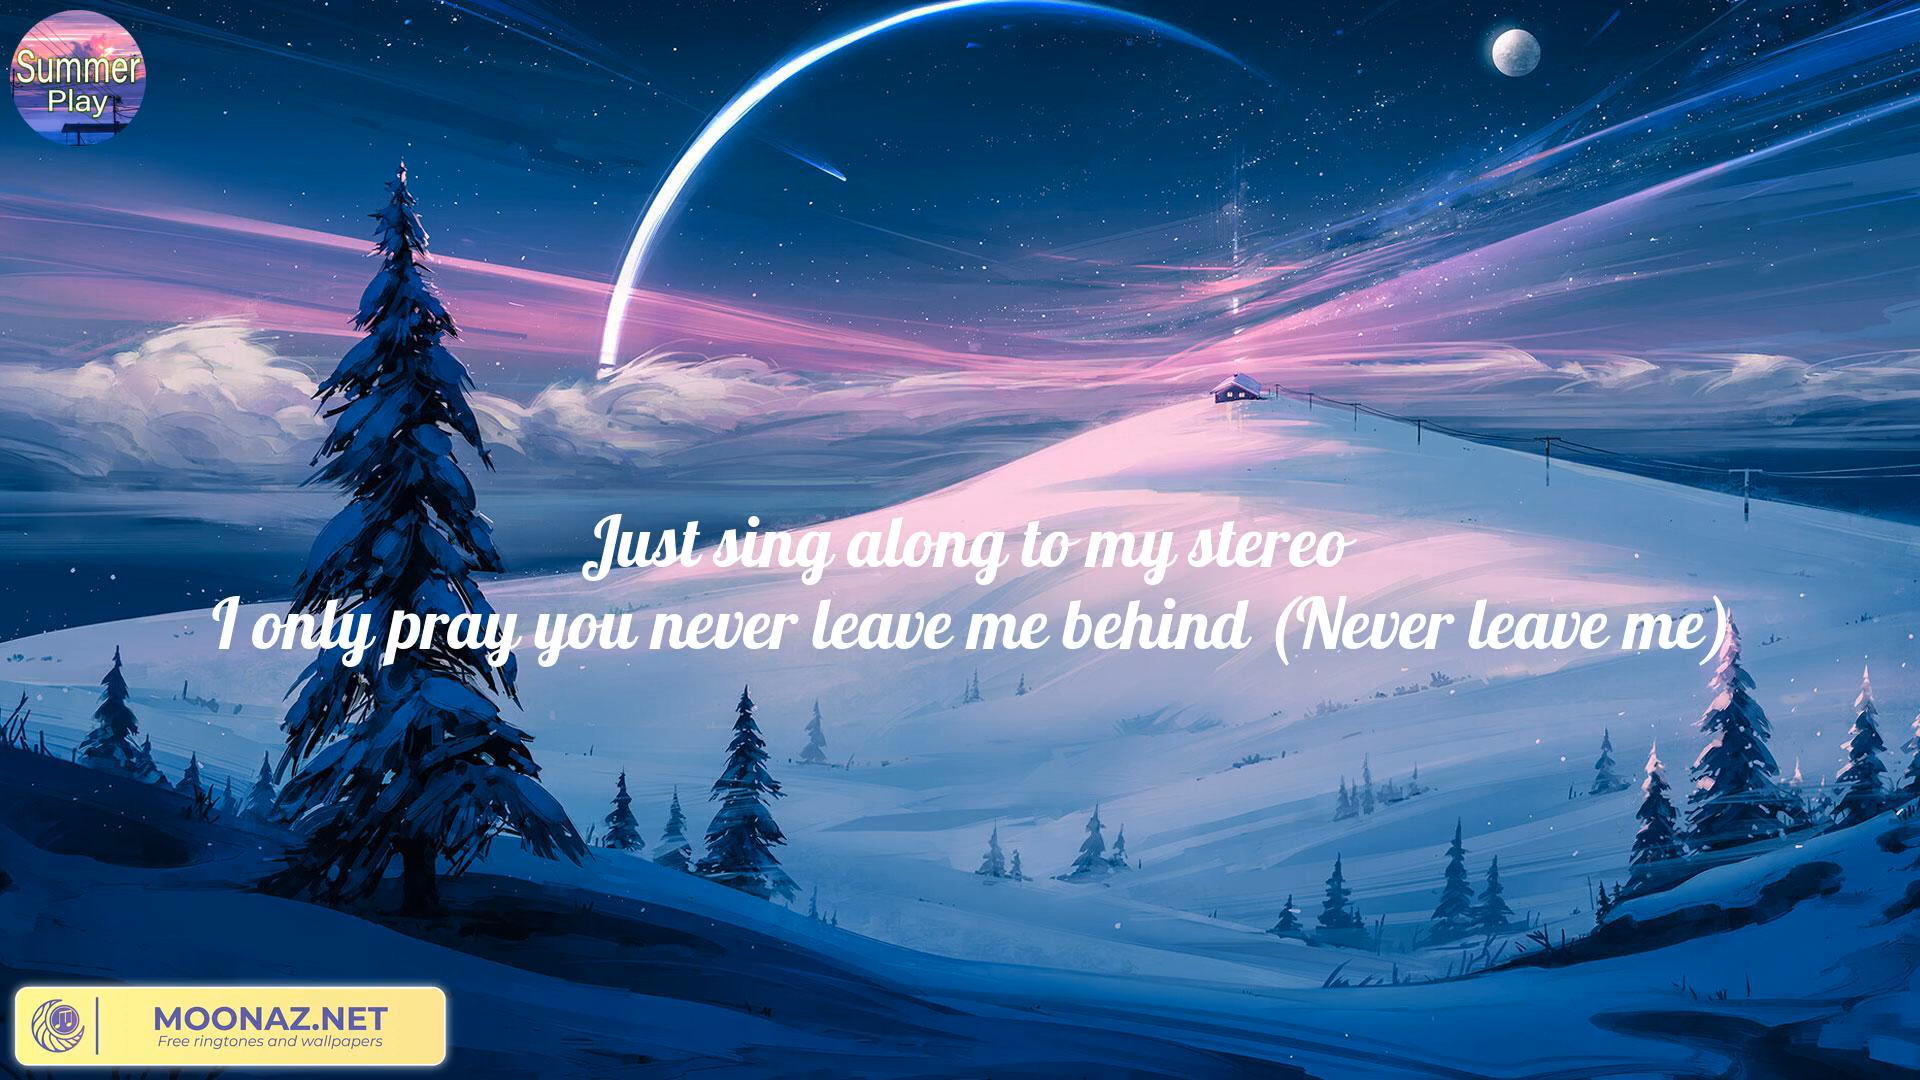 Summer
Play
Just sing along to my stereo
I only pray you never leave me behind (Never leave me)
MOONAZ.NET
Free ringtones and wallpapers